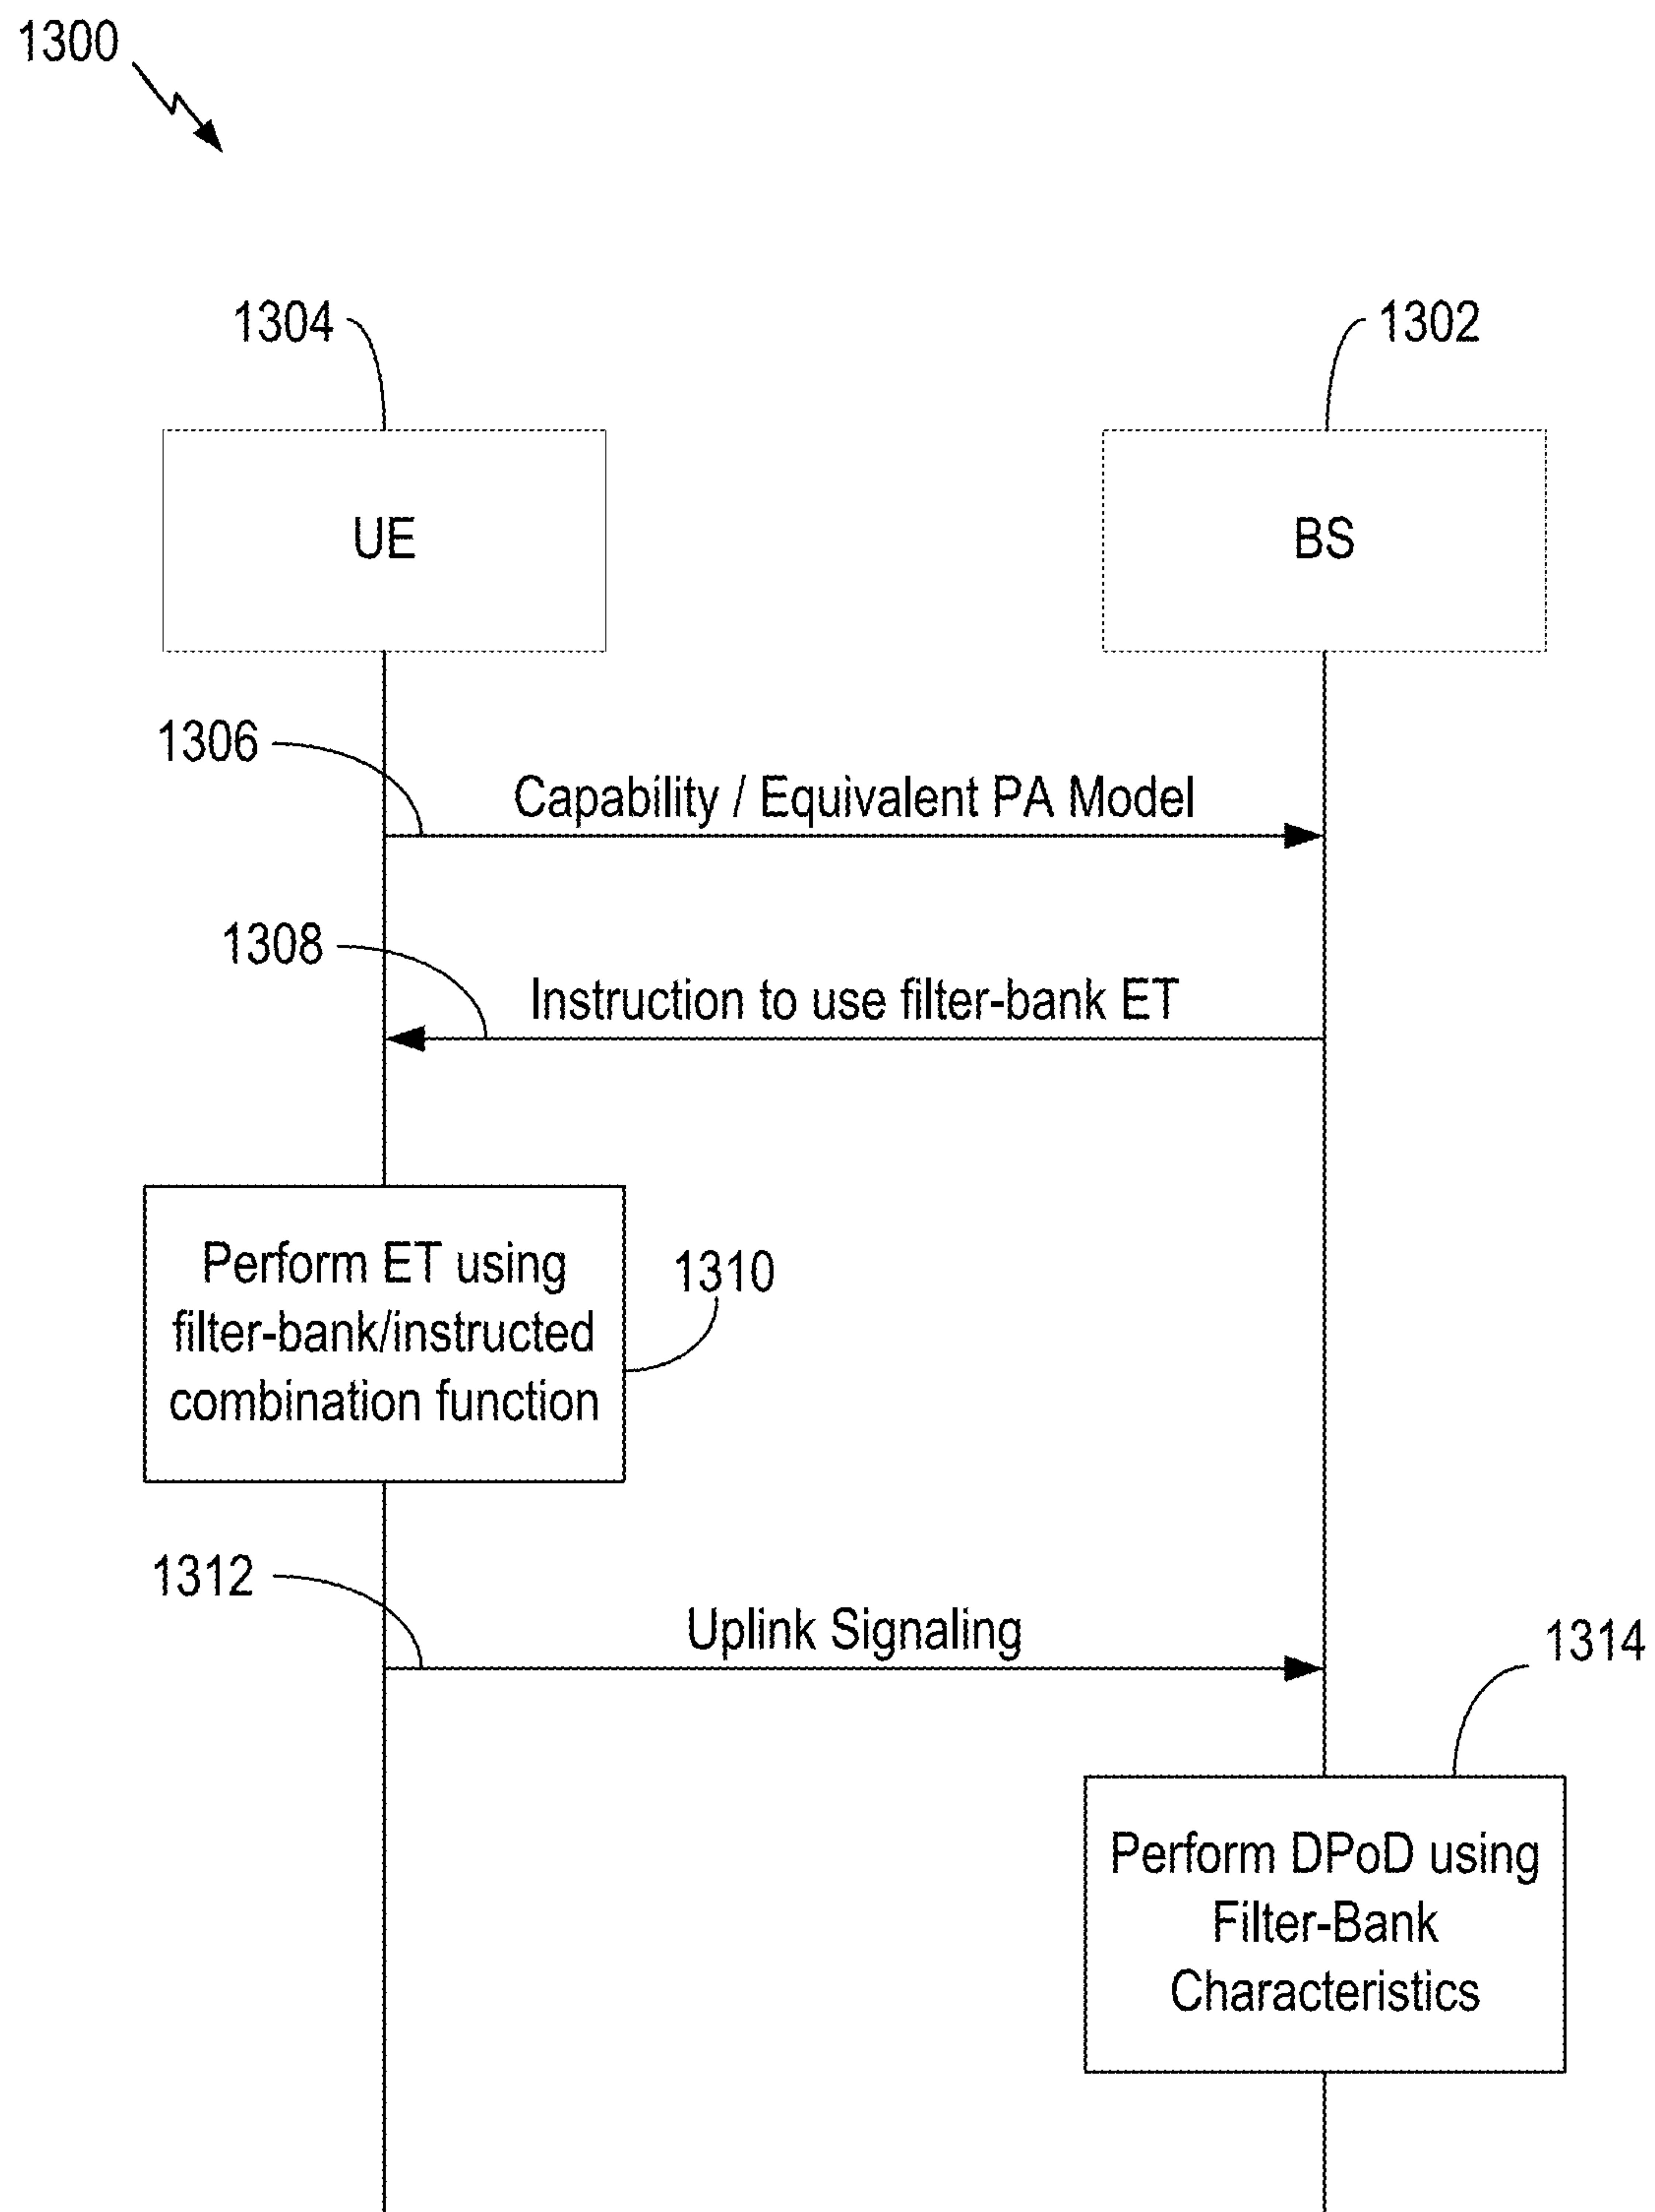 1300
1304
1302
UE
BS
1306
Capability / Equivalent PA Model
1308
Instruction to use filter-bank ET
Perform ET using
filter-bank/instructed
combination function
1310
1312
Uplink Signaling
1314
Perform DPoD using
Filter-Bank
Characteristics